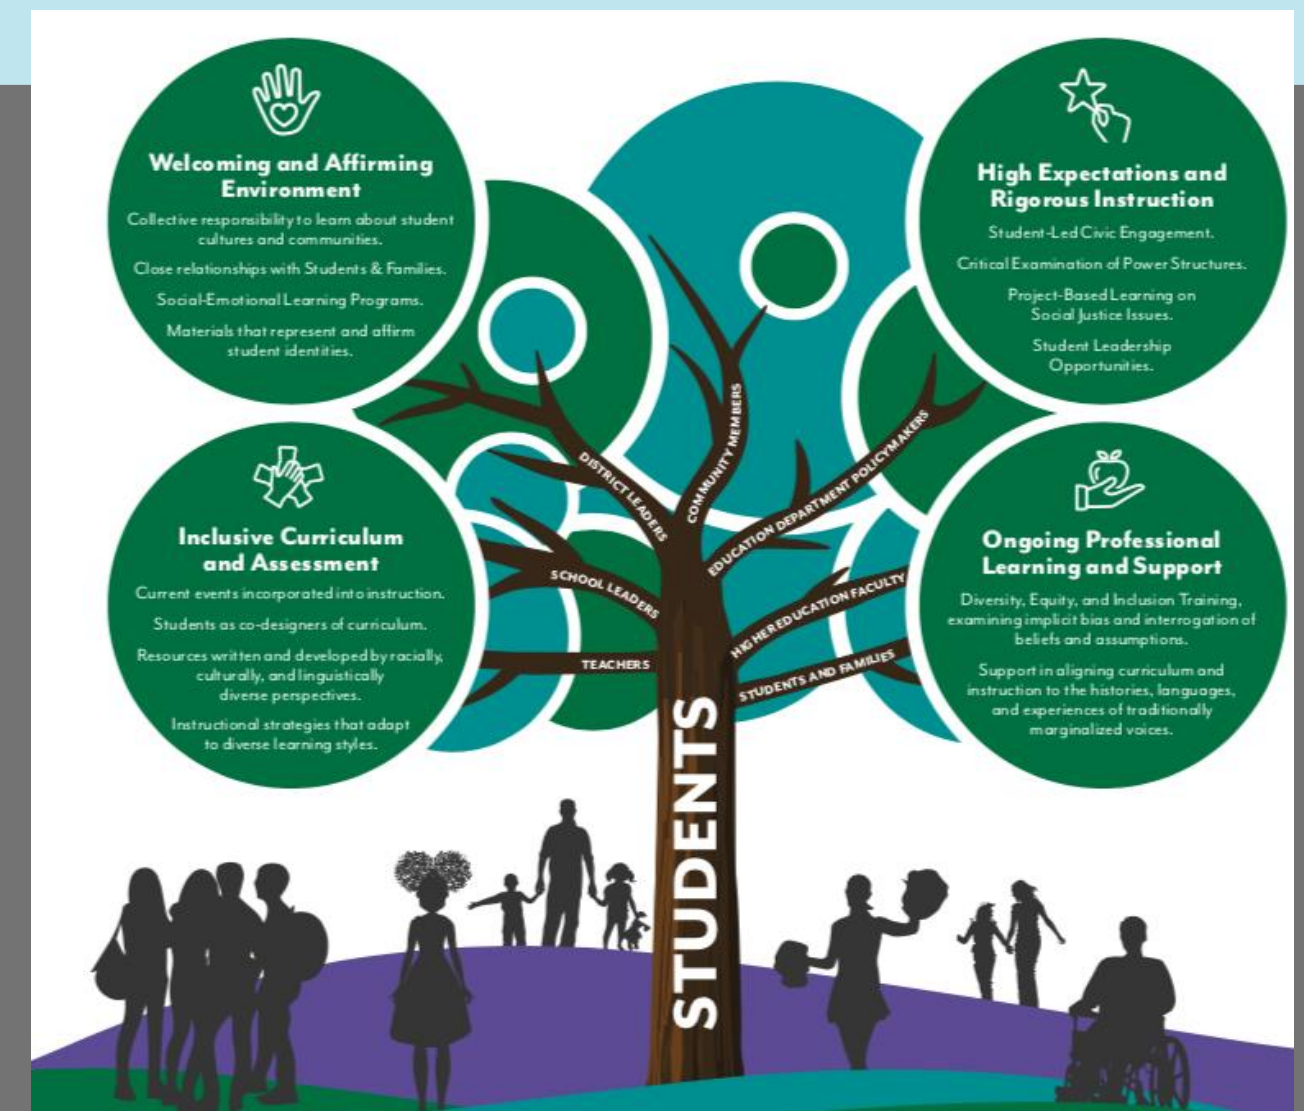 Welcoming and Affirming
Environment
Collective responsibility to learn about student
cultures and communities.
Close relationships with Students & Families.
Social-Emotional Learning Programs.
Materials that represent and affirm
student identities.
High Expectations and
Rigorous Instruction
Student-Led Civic Engagement.
Critical Examination of Power Structures.
Project-Based Learning on
Social Justice Issues.
Student Leadership
Opportunities.
Inclusive Curriculum
and Assessment
Current events incorporated into instruction.
Students as co-designers of curriculum.
Resources written and developed by racially,
culturally, and linguistically
diverse perspectives.
Instructional strategies that adapt
to diverse learning styles.
Ongoing Professional
Learning and Support
Diversity, Equity, and Inclusion Training,
examining implicit bias and interrogation of
beliefs and assumptions.
Support in aligning curriculum and
instruction to the histories, languages,
and experiences of traditionally
marginalized voices.
DISTRICT LEADERS
COMMUNITY MEMBERS
EDUCATION DEPARTMENT POLICYMAKERS
SCHOOL LEADERS
HIGHER EDUCATION FACULTY
TEACHERS
STUDENTS AND FAMILIES
STUDENTS